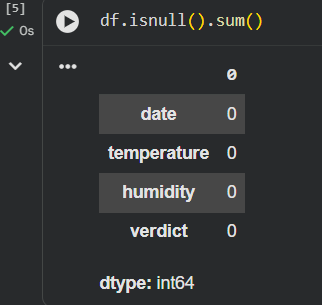 [5]
0s
df.isnull().sum()
0
date 0
temperature 0
humidity 0
verdict 0
dtype: int64